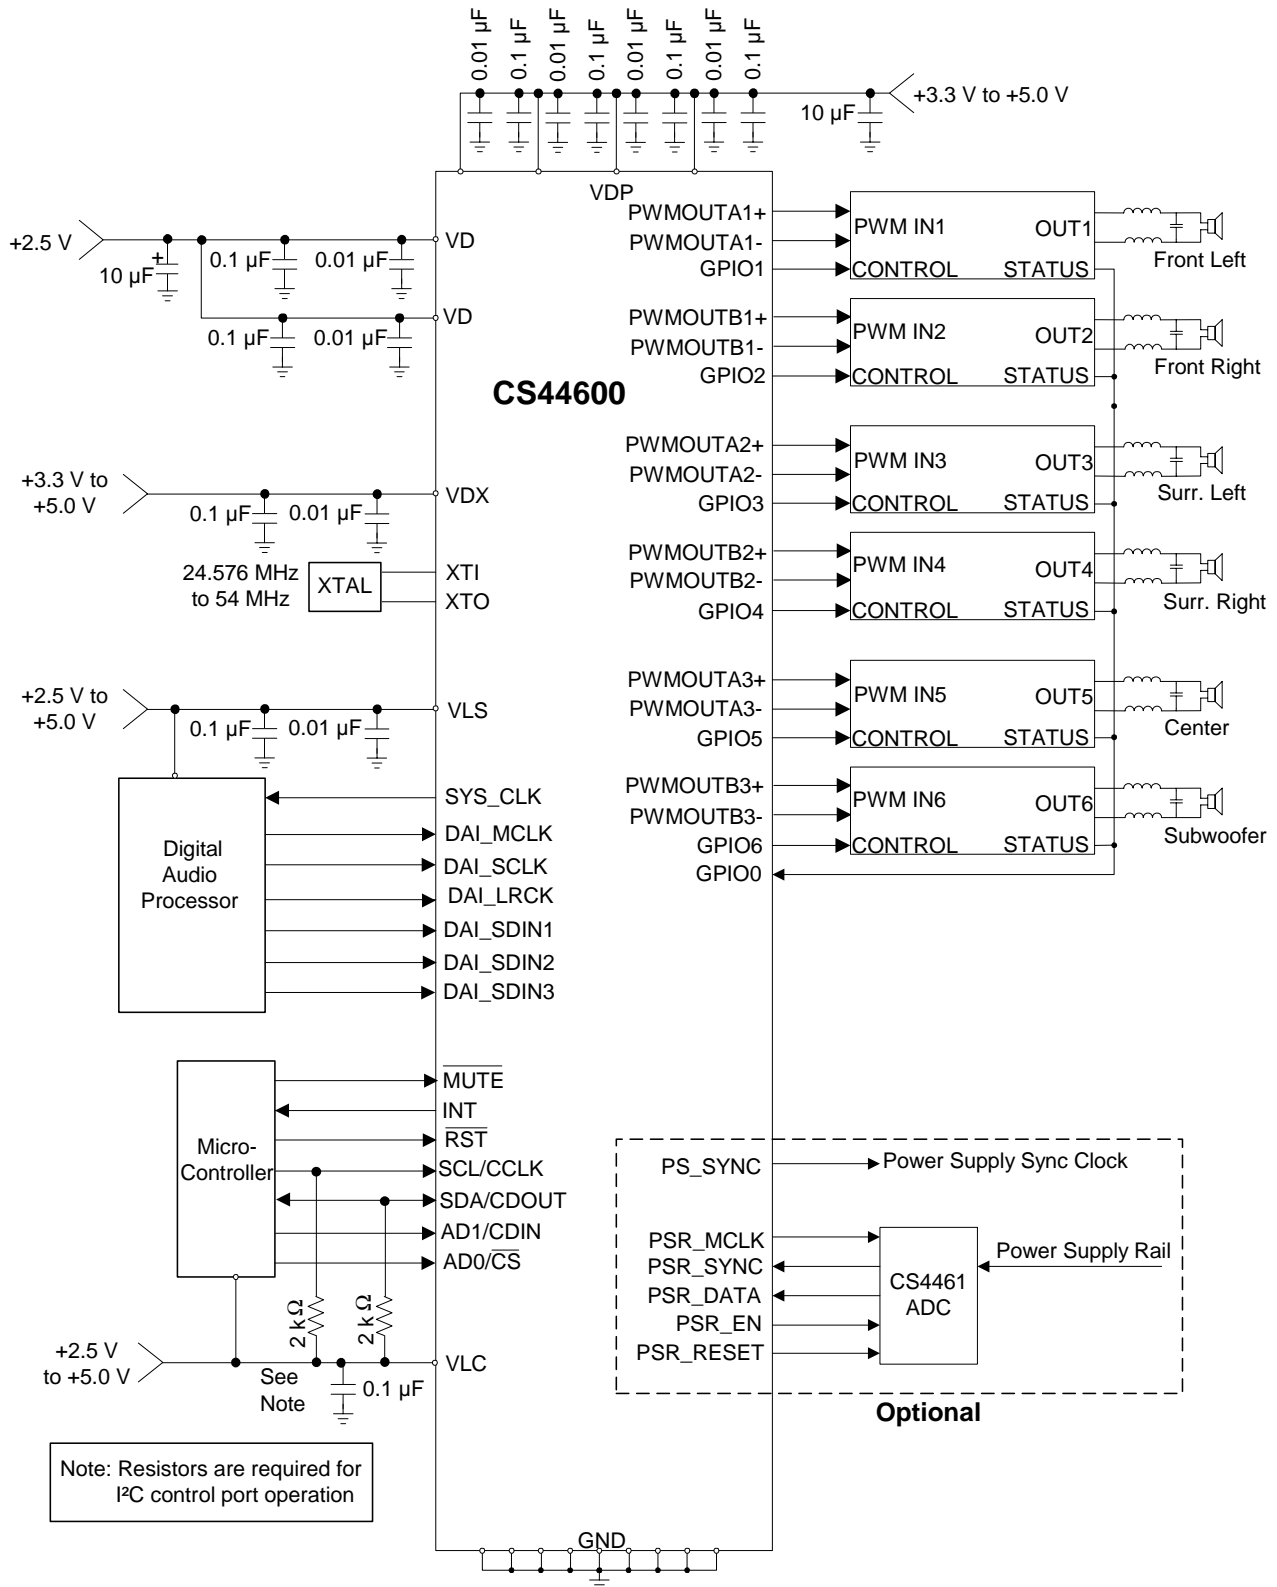 0.01 µF
0.1 µF
0.01 µF
0.1 µF
0.01 µF
0.1 µF
0.01 µF
0.1 µF
10 µF
+3.3 V to +5.0 V
VDP
+2.5 V
10 µF
+
0.1 µF
0.01 µF
VD
0.1 µF
0.01 µF
VD
CS44600
+3.3 V to
+5.0 V
0.1 µF
0.01 µF
VDX
24.576 MHz
to 54 MHz
XTAL
XTI
XTO
+2.5 V to
+5.0 V
0.1 µF
0.01 µF
VLS
Digital
Audio
Processor
SYS_CLK
DAI_MCLK
DAI_SCLK
DAI_LRCK
DAI_SDIN1
DAI_SDIN2
DAI_SDIN3
Micro-
Controller
MUTE
INT
RST
SCL/CCLK
SDA/CDOUT
AD1/CDIN
AD0/CS
2 kΩ
2 kΩ
+2.5 V
to +5.0 V
See
Note
0.1 µF
VLC
Note: Resistors are required for
I²C control port operation
GND
PWMOUTA1+
PWMOUTA1-
GPIO1
PWM IN1
OUT1
CONTROL
STATUS
Front Left
PWMOUTB1+
PWMOUTB1-
GPIO2
PWM IN2
OUT2
CONTROL
STATUS
Front Right
PWMOUTA2+
PWMOUTA2-
GPIO3
PWM IN3
OUT3
CONTROL
STATUS
Surr. Left
PWMOUTB2+
PWMOUTB2-
GPIO4
PWM IN4
OUT4
CONTROL
STATUS
Surr. Right
PWMOUTA3+
PWMOUTA3-
GPIO5
PWM IN5
OUT5
CONTROL
STATUS
Center
PWMOUTB3+
PWMOUTB3-
GPIO6
PWM IN6
OUT6
CONTROL
STATUS
Subwoofer
GPIO0
PS_SYNC
Power Supply Sync Clock
PSR_MCLK
PSR_SYNC
PSR_DATA
PSR_EN
PSR_RESET
CS4461
ADC
Power Supply Rail
Optional